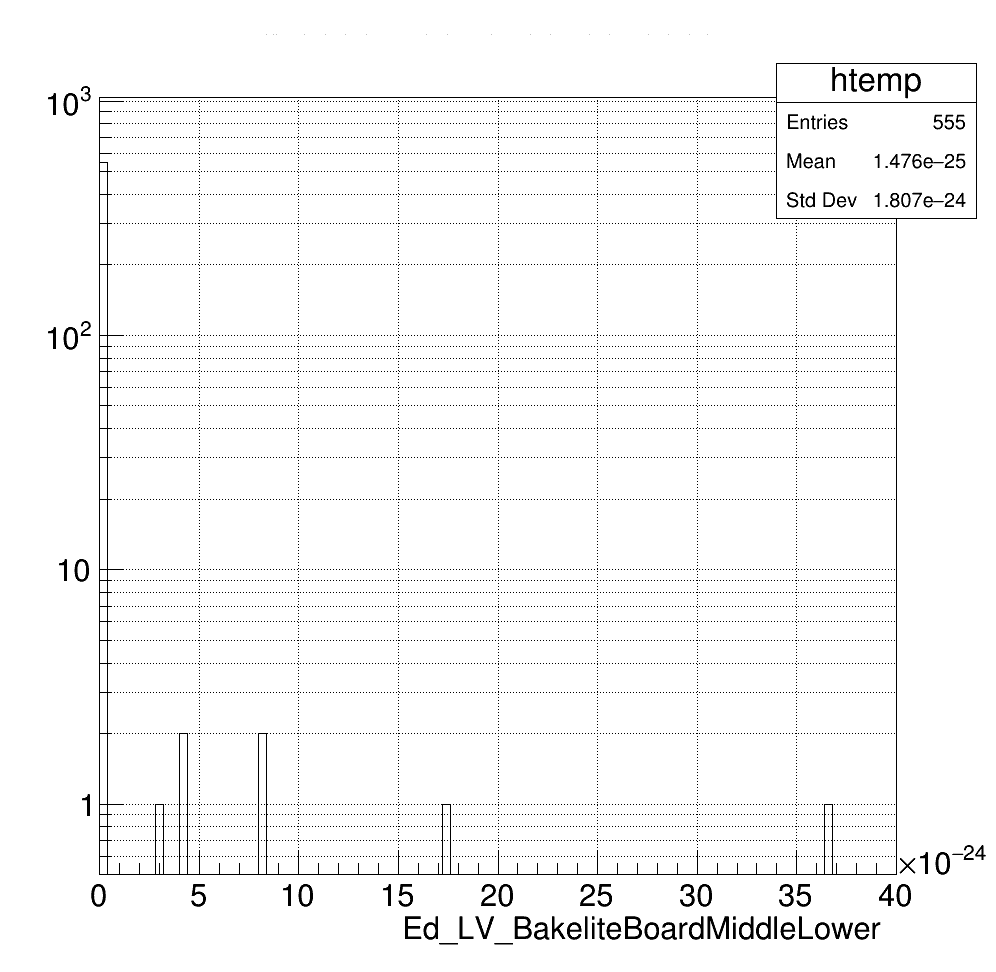 htemp
Entries 555
Mean 1.476e−25
Std Dev 1.807e−24
10³
10²
10
1
0 5 10 15 20 25 30 35 40
×10⁻²⁴
Ed_LV_BakeliteBoardMiddleLower